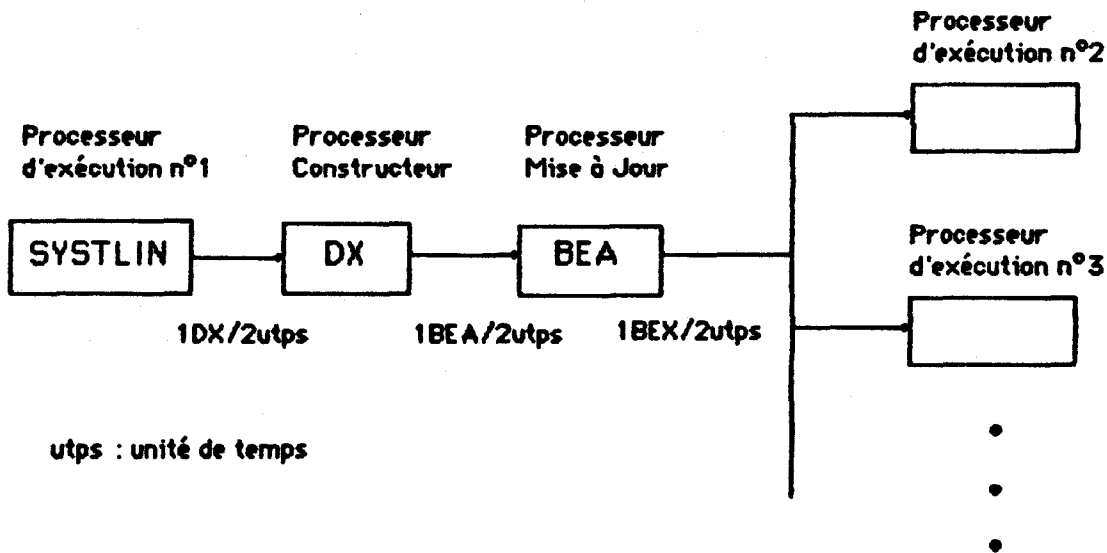 Processeur
d'exécution n°2
Processeur
d'exécution n°1
Processeur
Constructeur
Processeur
Mise à Jour
SYSTLIN
DX
BEA
Processeur
d'exécution n°3
1DX/2utps
1BEA/2utps
1BEX/2utps
utps : unité de temps